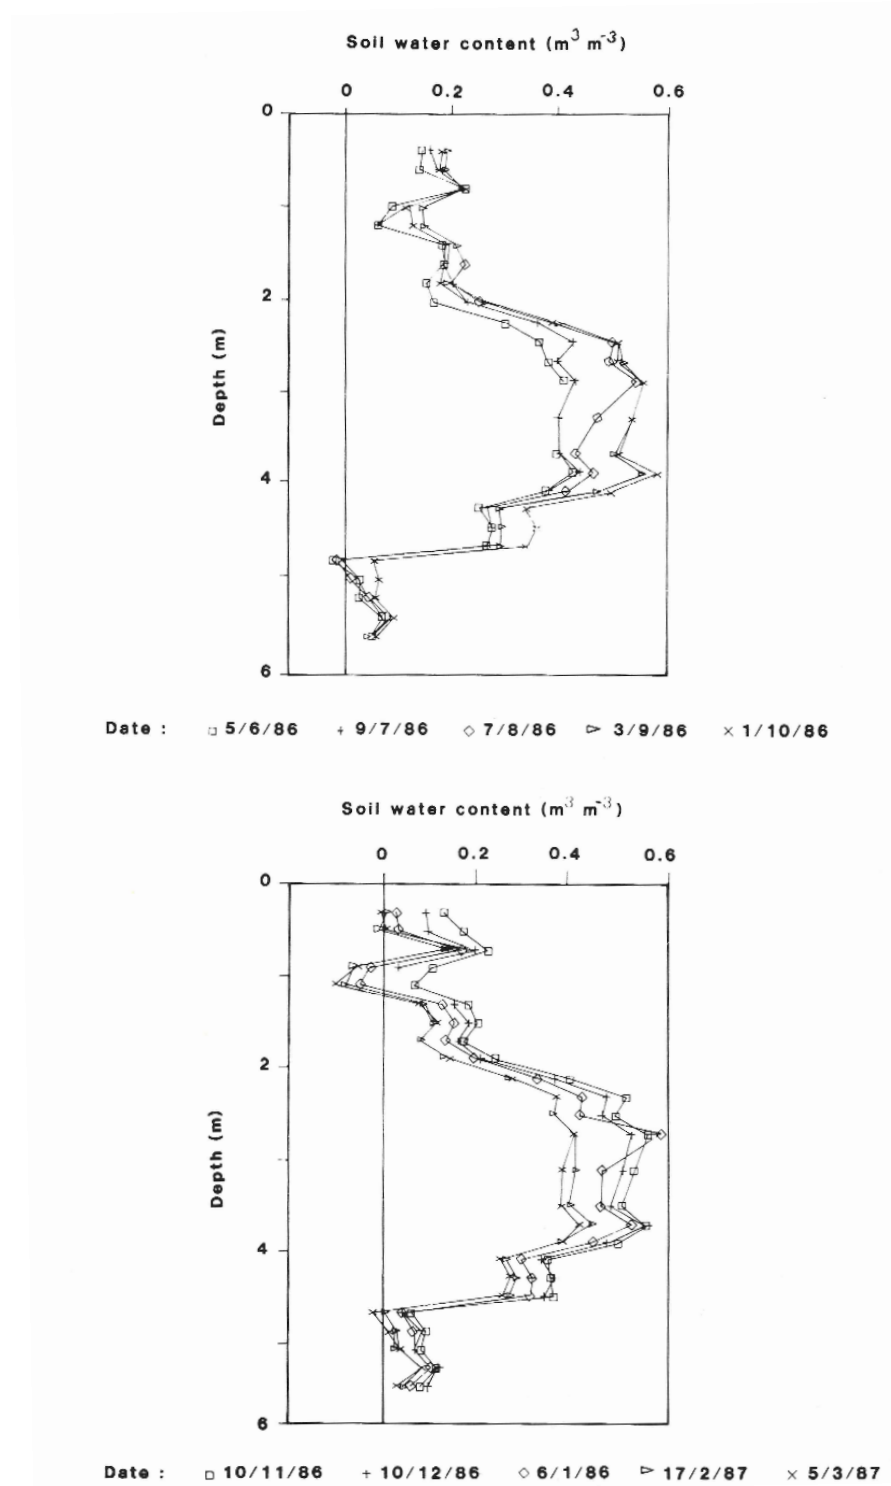 Soil water content (m³ m⁻³)
0 0.2 0.4 0.6
0
2
Depth (m)
4
6
Date : □ 5/6/86 + 9/7/86 ◇ 7/8/86 ▷ 3/9/86 × 1/10/86
Soil water content (m³ m⁻³)
0 0.2 0.4 0.6
0
2
Depth (m)
4
6
Date : □ 10/11/86 + 10/12/86 ◇ 6/1/86 ▷ 17/2/87 × 5/3/87